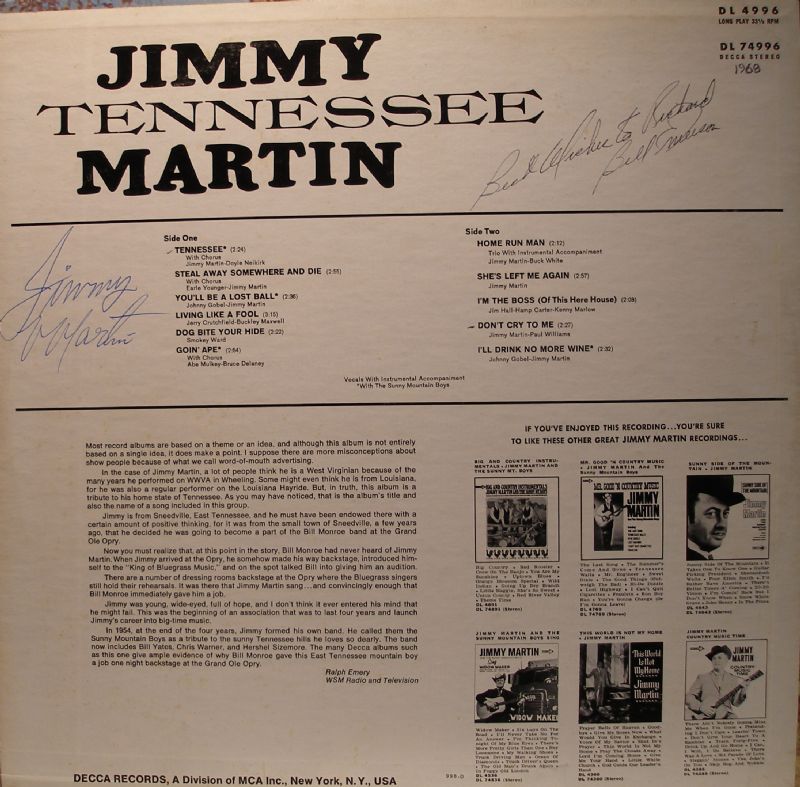 DL 4996
LONG PLAY 33⅓ RPM
DL 74996
DECCA STEREO
1968
JIMMY
TENNESSEE
MARTIN
Best Wishes to Richard
Bill Emerson
Jimmy
Martin
Side One
TENNESSEE* (2:24)
With Chorus
Jimmy Martin-Doyle Neikirk
STEAL AWAY SOMEWHERE AND DIE (2:55)
With Chorus
Earle Younger-Jimmy Martin
YOU'LL BE A LOST BALL* (2:36)
Johnny Gobel-Jimmy Martin
LIVING LIKE A FOOL (3:15)
Jerry Crutchfield-Buckley Maxwell
DOG BITE YOUR HIDE (2:22)
Smokey Ward
GOIN' APE* (2:64)
With Chorus
Abe Mulkey-Bruce Delaney
Side Two
HOME RUN MAN (2:12)
Trio With Instrumental Accompaniment
Jimmy Martin-Buck White
SHE'S LEFT ME AGAIN (2:57)
Jimmy Martin
I'M THE BOSS (Of This Here House) (2:08)
Jim Hall-Hamp Carter-Kenny Marlow
DON'T CRY TO ME (2:27)
Jimmy Martin-Paul Williams
I'LL DRINK NO MORE WINE* (2:32)
Johnny Gobel-Jimmy Martin
Vocals With Instrumental Accompaniment
*With The Sunny Mountain Boys
Most record albums are based on a theme or an idea, and although this album is not entirely
based on a single idea, it does make a point. I suppose there are more misconceptions about
show people because of what we call word-of-mouth advertising.
In the case of Jimmy Martin, a lot of people think he is a West Virginian because of the
many years he performed on WWVA in Wheeling. Some might even think he is from Louisiana,
for he was also a regular performer on the Louisiana Hayride. But, in truth, this album is a
tribute to his home state of Tennessee. As you may have noticed, that is the album's title and
also the name of a song included in this group.
Jimmy is from Sneedville, East Tennessee, and he must have been endowed there with a
certain amount of positive thinking, for it was from the small town of Sneedville, a few years
ago, that he decided he was going to become a part of the Bill Monroe band at the Grand
Ole Opry.
Now you must realize that, at this point in the story, Bill Monroe had never heard of Jimmy
Martin. When Jimmy arrived at the Opry, he somehow made his way backstage, introduced him-
self to the "King of Bluegrass Music," and on the spot talked Bill into giving him an audition.
There are a number of dressing rooms backstage at the Opry where the Bluegrass singers
still hold their rehearsals. It was there that Jimmy Martin sang...and convincingly enough that
Bill Monroe immediately gave him a job.
Jimmy was young, wide-eyed, full of hope, and I don't think it ever entered his mind that
he might fail. This was the beginning of an association that was to last four years and launch
Jimmy's career into big-time music.
In 1954, at the end of the four years, Jimmy formed his own band. He called them the
Sunny Mountain Boys as a tribute to the sunny Tennessee hills he loves so dearly. The band
now includes Bill Yates, Chris Warner, and Hershel Sizemore. The many Decca albums such
as this one give ample evidence of why Bill Monroe gave this East Tennessee mountain boy
a job one night backstage at the Grand Ole Opry.
Ralph Emery
WSM Radio and Television
IF YOU'VE ENJOYED THIS RECORDING...YOU'RE SURE
TO LIKE THESE OTHER GREAT JIMMY MARTIN RECORDINGS...
BIG AND COUNTRY INSTRU-
MENTALS • JIMMY MARTIN AND
THE SUNNY MT. BOYS
MR. GOOD 'N COUNTRY MUSIC
• JIMMY MARTIN And The
Sunny Mountain Boys
SUNNY SIDE OF THE MOUN-
TAIN • JIMMY MARTIN
JIMMY MARTIN AND THE
SUNNY MOUNTAIN BOYS SING
JIMMY MARTIN
WIDOW MAKER
THIS WORLD IS NOT MY HOME
• JIMMY MARTIN
This World
Is Not
My Home
Jimmy
Martin
JIMMY MARTIN
COUNTRY MUSIC TIME
JIMMY
MARTIN
COUNTRY
MUSIC
TIME
DECCA RECORDS, A Division of MCA Inc., New York, N.Y., USA